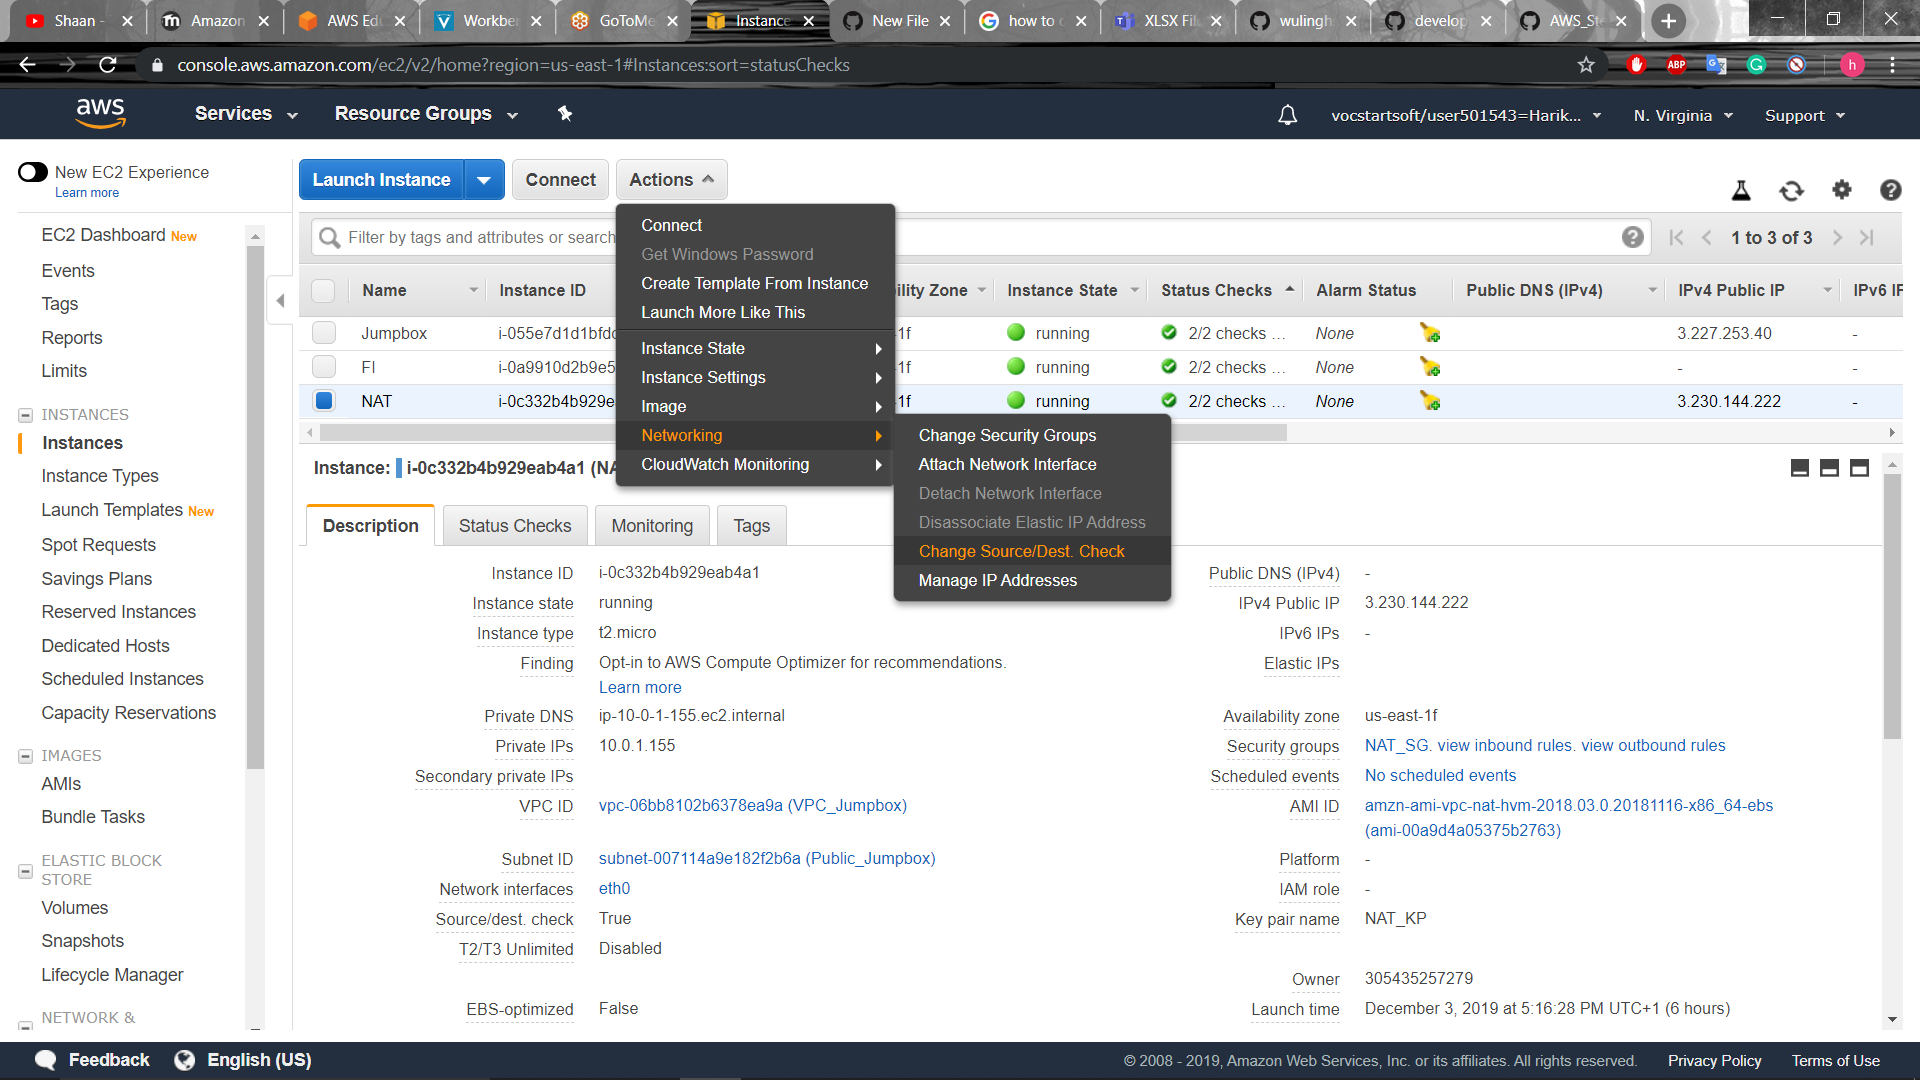 Shaan -
Amazon
AWS Edu
Workbe
GoToMe
Instance
New File
how to c
XLSX Fil
wulingh
develop
AWS_Ste
console.aws.amazon.com/ec2/v2/home?region=us-east-1#Instances:sort=statusChecks
ABP
h
aws
Services
Resource Groups
vocstartsoft/user501543=Harik...
N. Virginia
Support
New EC2 Experience
Learn more
EC2 Dashboard New
Events
Tags
Reports
Limits
INSTANCES
Instances
Instance Types
Launch Templates New
Spot Requests
Savings Plans
Reserved Instances
Dedicated Hosts
Scheduled Instances
Capacity Reservations
IMAGES
AMIs
Bundle Tasks
ELASTIC BLOCK
STORE
Volumes
Snapshots
Lifecycle Manager
NETWORK &
Launch Instance
Connect
Actions
Filter by tags and attributes or search
1 to 3 of 3
Name Instance ID bility Zone Instance State Status Checks Alarm Status Public DNS (IPv4) IPv4 Public IP IPv6 IP
Jumpbox i-055e7d1d1bfdc -1f running 2/2 checks ... None 3.227.253.40 -
FI i-0a9910d2b9e5 -1f running 2/2 checks ... None - -
NAT i-0c332b4b929e -1f running 2/2 checks ... None 3.230.144.222 -
Connect
Get Windows Password
Create Template From Instance
Launch More Like This
Instance State
Instance Settings
Image
Networking
CloudWatch Monitoring
Change Security Groups
Attach Network Interface
Detach Network Interface
Disassociate Elastic IP Address
Change Source/Dest. Check
Manage IP Addresses
Instance: i-0c332b4b929eab4a1 (NA
Description
Status Checks
Monitoring
Tags
Instance ID i-0c332b4b929eab4a1
Instance state running
Instance type t2.micro
Finding Opt-in to AWS Compute Optimizer for recommendations.
Learn more
Private DNS ip-10-0-1-155.ec2.internal
Private IPs 10.0.1.155
Secondary private IPs
VPC ID vpc-06bb8102b6378ea9a (VPC_Jumpbox)
Subnet ID subnet-007114a9e182f2b6a (Public_Jumpbox)
Network interfaces eth0
Source/dest. check True
T2/T3 Unlimited Disabled
EBS-optimized False
Public DNS (IPv4) -
IPv4 Public IP 3.230.144.222
IPv6 IPs -
Elastic IPs
Availability zone us-east-1f
Security groups NAT_SG. view inbound rules. view outbound rules
Scheduled events No scheduled events
AMI ID amzn-ami-vpc-nat-hvm-2018.03.0.20181116-x86_64-ebs
(ami-00a9d4a05375b2763)
Platform -
IAM role -
Key pair name NAT_KP
Owner 305435257279
Launch time December 3, 2019 at 5:16:28 PM UTC+1 (6 hours)
Feedback
English (US)
© 2008 - 2019, Amazon Web Services, Inc. or its affiliates. All rights reserved.
Privacy Policy
Terms of Use